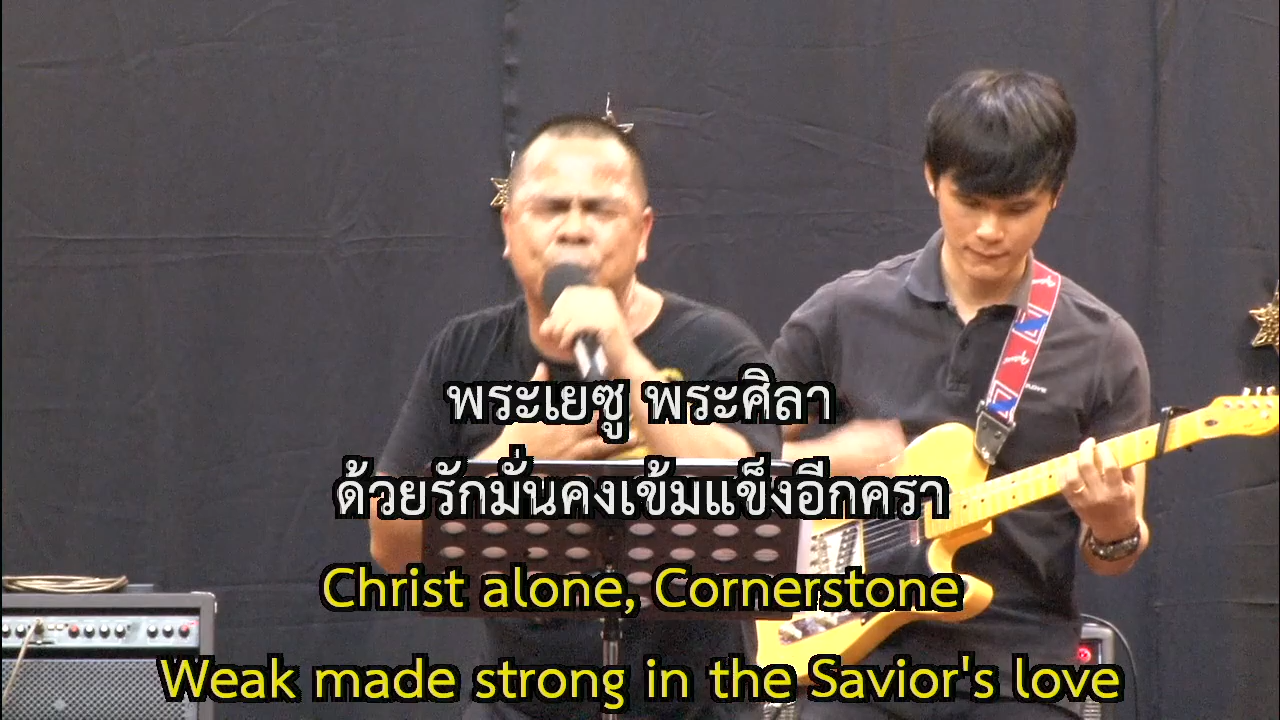 พระเยซู พระศิลา
ด้วยรักมั่นคงเข้มแข็งอีกครา
Christ alone, Cornerstone
Weak made strong in the Savior's love